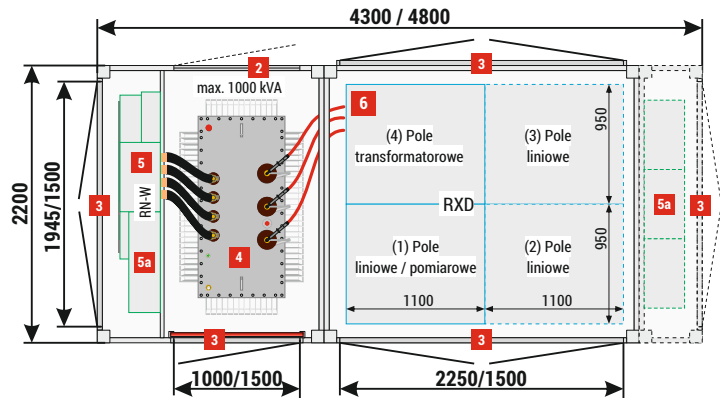 4300 / 4800
2
3
max. 1000 kVA
6
(4) Pole
transformatorowe
(3) Pole
liniowe
950
5
RN-W
2200
1945/1500
3
RXD
5a
3
5a
4
(1) Pole
liniowe / pomiarowe
(2) Pole
liniowe
950
1100
1100
3
3
1000/1500
2250/1500